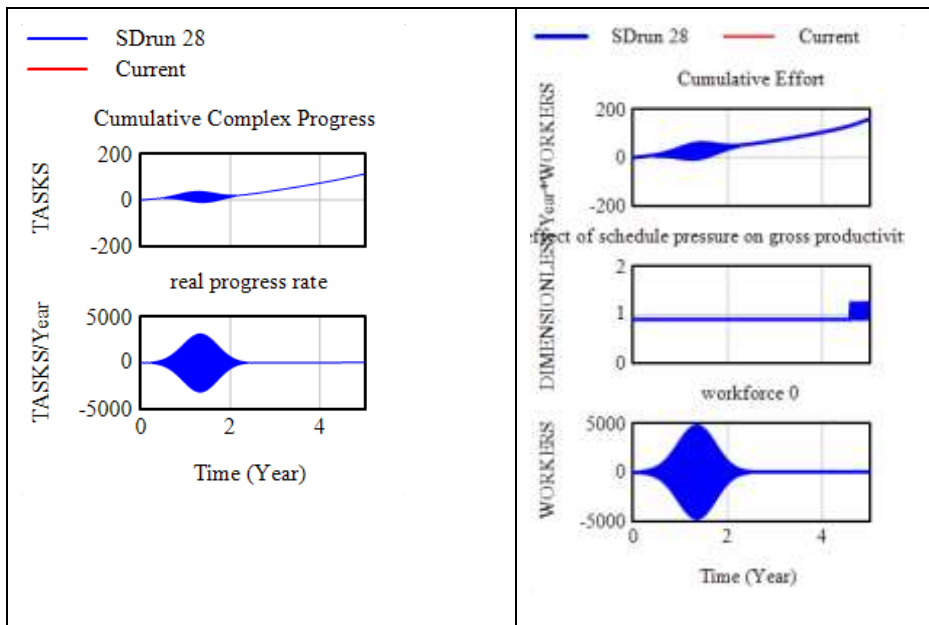 SDrun 28
Current
Cumulative Complex Progress
200
0
-200
TASKS
real progress rate
5000
0
-5000
TASKS/Year
0 2 4
Time (Year)
SDrun 28 Current
Cumulative Effort
200
0
-200
Year**WORKERS
effect of schedule pressure on gross productivit
2
1
0
DIMENSIONLESS
workforce 0
5000
0
-5000
WORKERS
0 2 4
Time (Year)